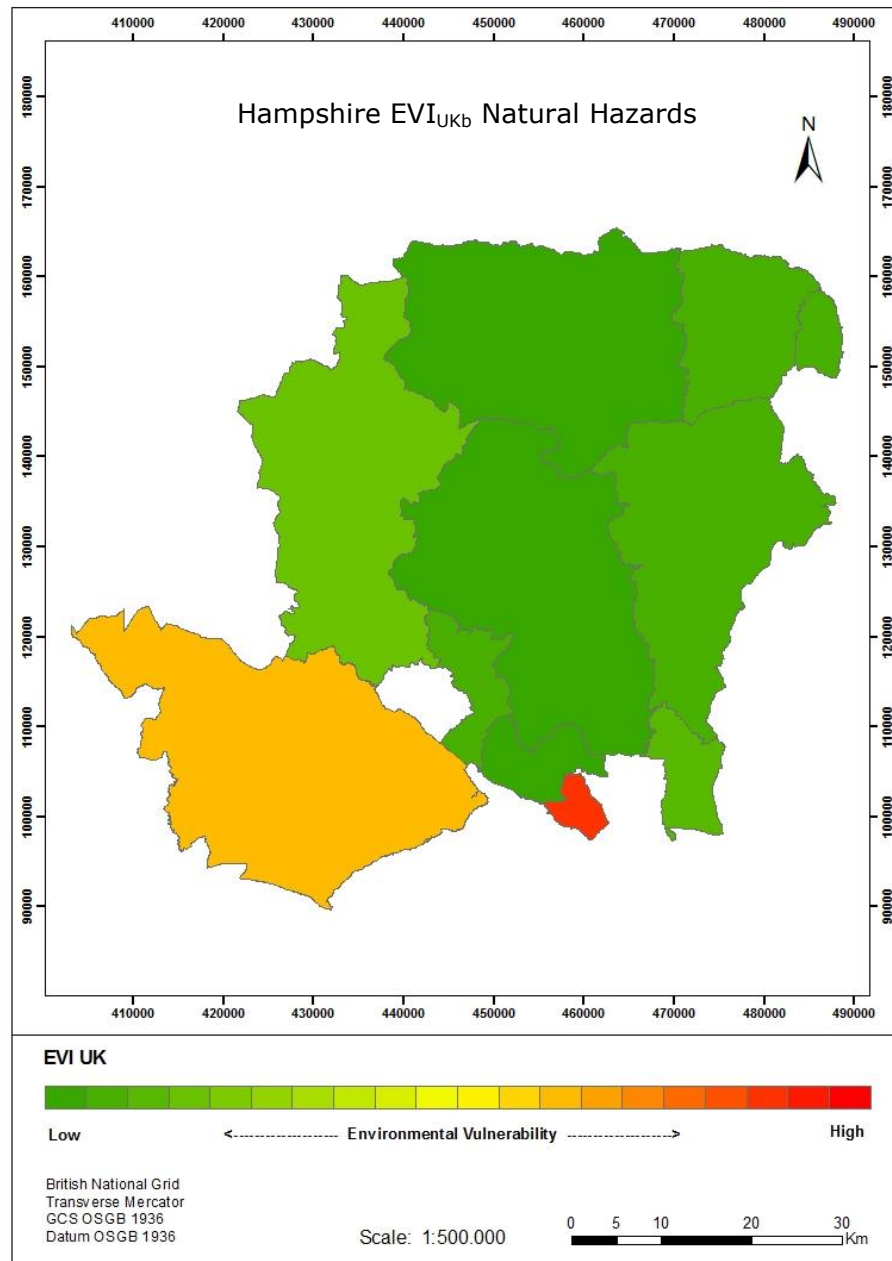 410000 420000 430000 440000 450000 460000 470000 480000 490000
Hampshire EVIUKb Natural Hazards
N
180000 180000
170000 170000
160000 160000
150000 150000
140000 140000
130000 130000
120000 120000
110000 110000
100000 100000
90000 90000
410000 420000 430000 440000 450000 460000 470000 480000 490000
EVI UK
Low <------------------ Environmental Vulnerability ------------------> High
British National Grid
Transverse Mercator
GCS OSGB 1936
Datum OSGB 1936
Scale: 1:500.000
0 5 10 20 30
Km